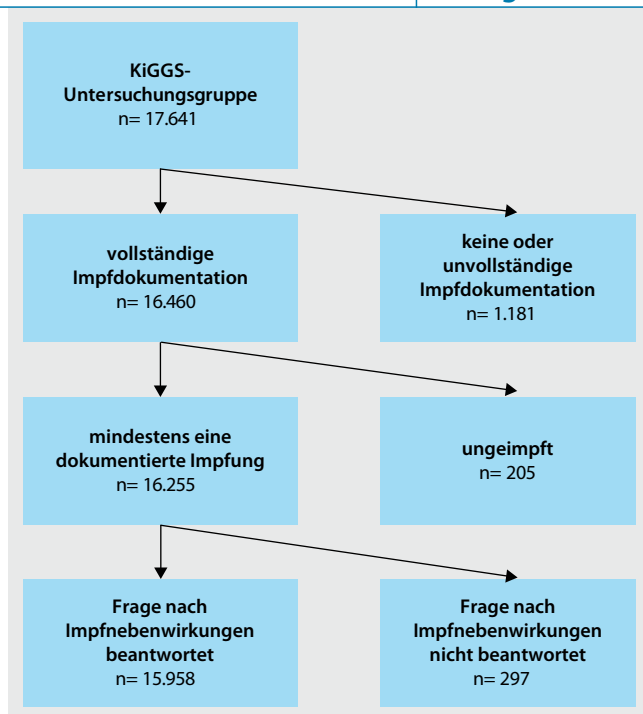 KiGGS-
Untersuchungsgruppe
n= 17.641
vollständige
Impfdokumentation
n= 16.460
keine oder
unvollständige
Impfdokumentation
n= 1.181
mindestens eine
dokumentierte Impfung
n= 16.255
ungeimpft
n= 205
Frage nach
Impfnebenwirkungen
beantwortet
n= 15.958
Frage nach
Impfnebenwirkungen
nicht beantwortet
n= 297